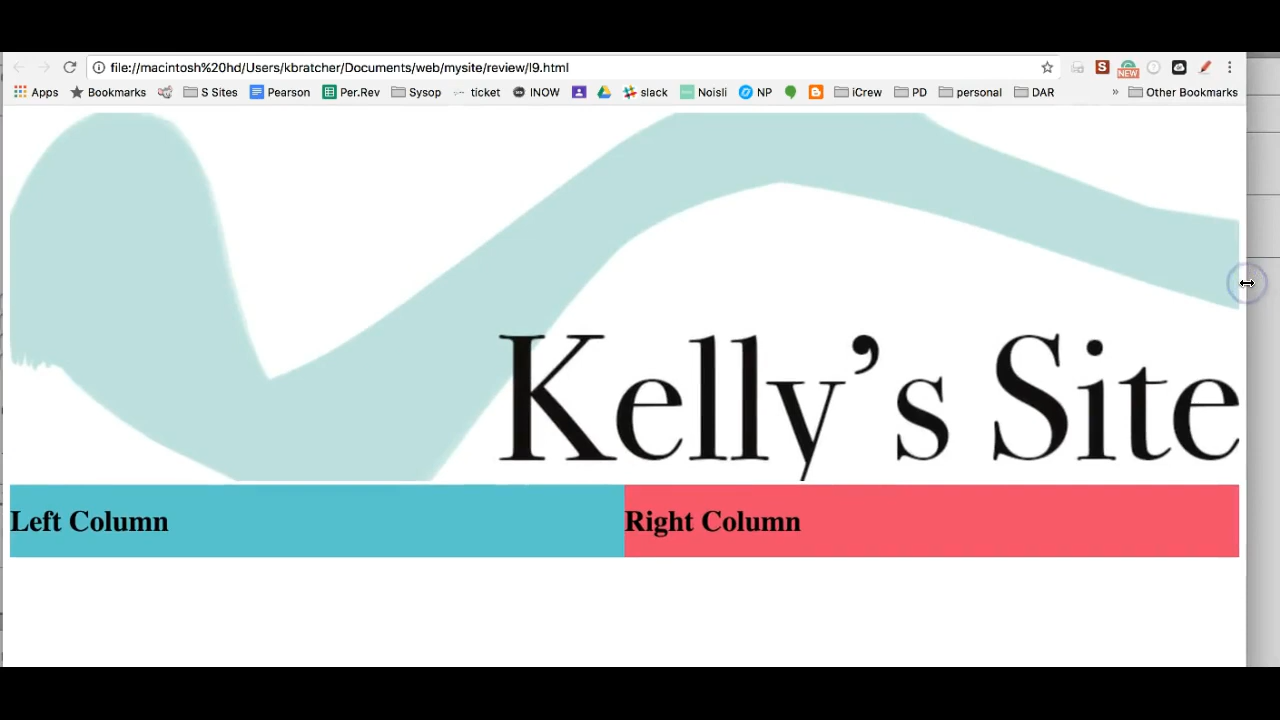 file://macintosh%20hd/Users/kbratcher/Documents/web/mysite/review/l9.html
S
NEW
Apps Bookmarks S Sites Pearson Per.Rev Sysop ticket INOW slack Noisli NP iCrew PD personal DAR » Other Bookmarks
Kelly’s Site
Left Column Right Column